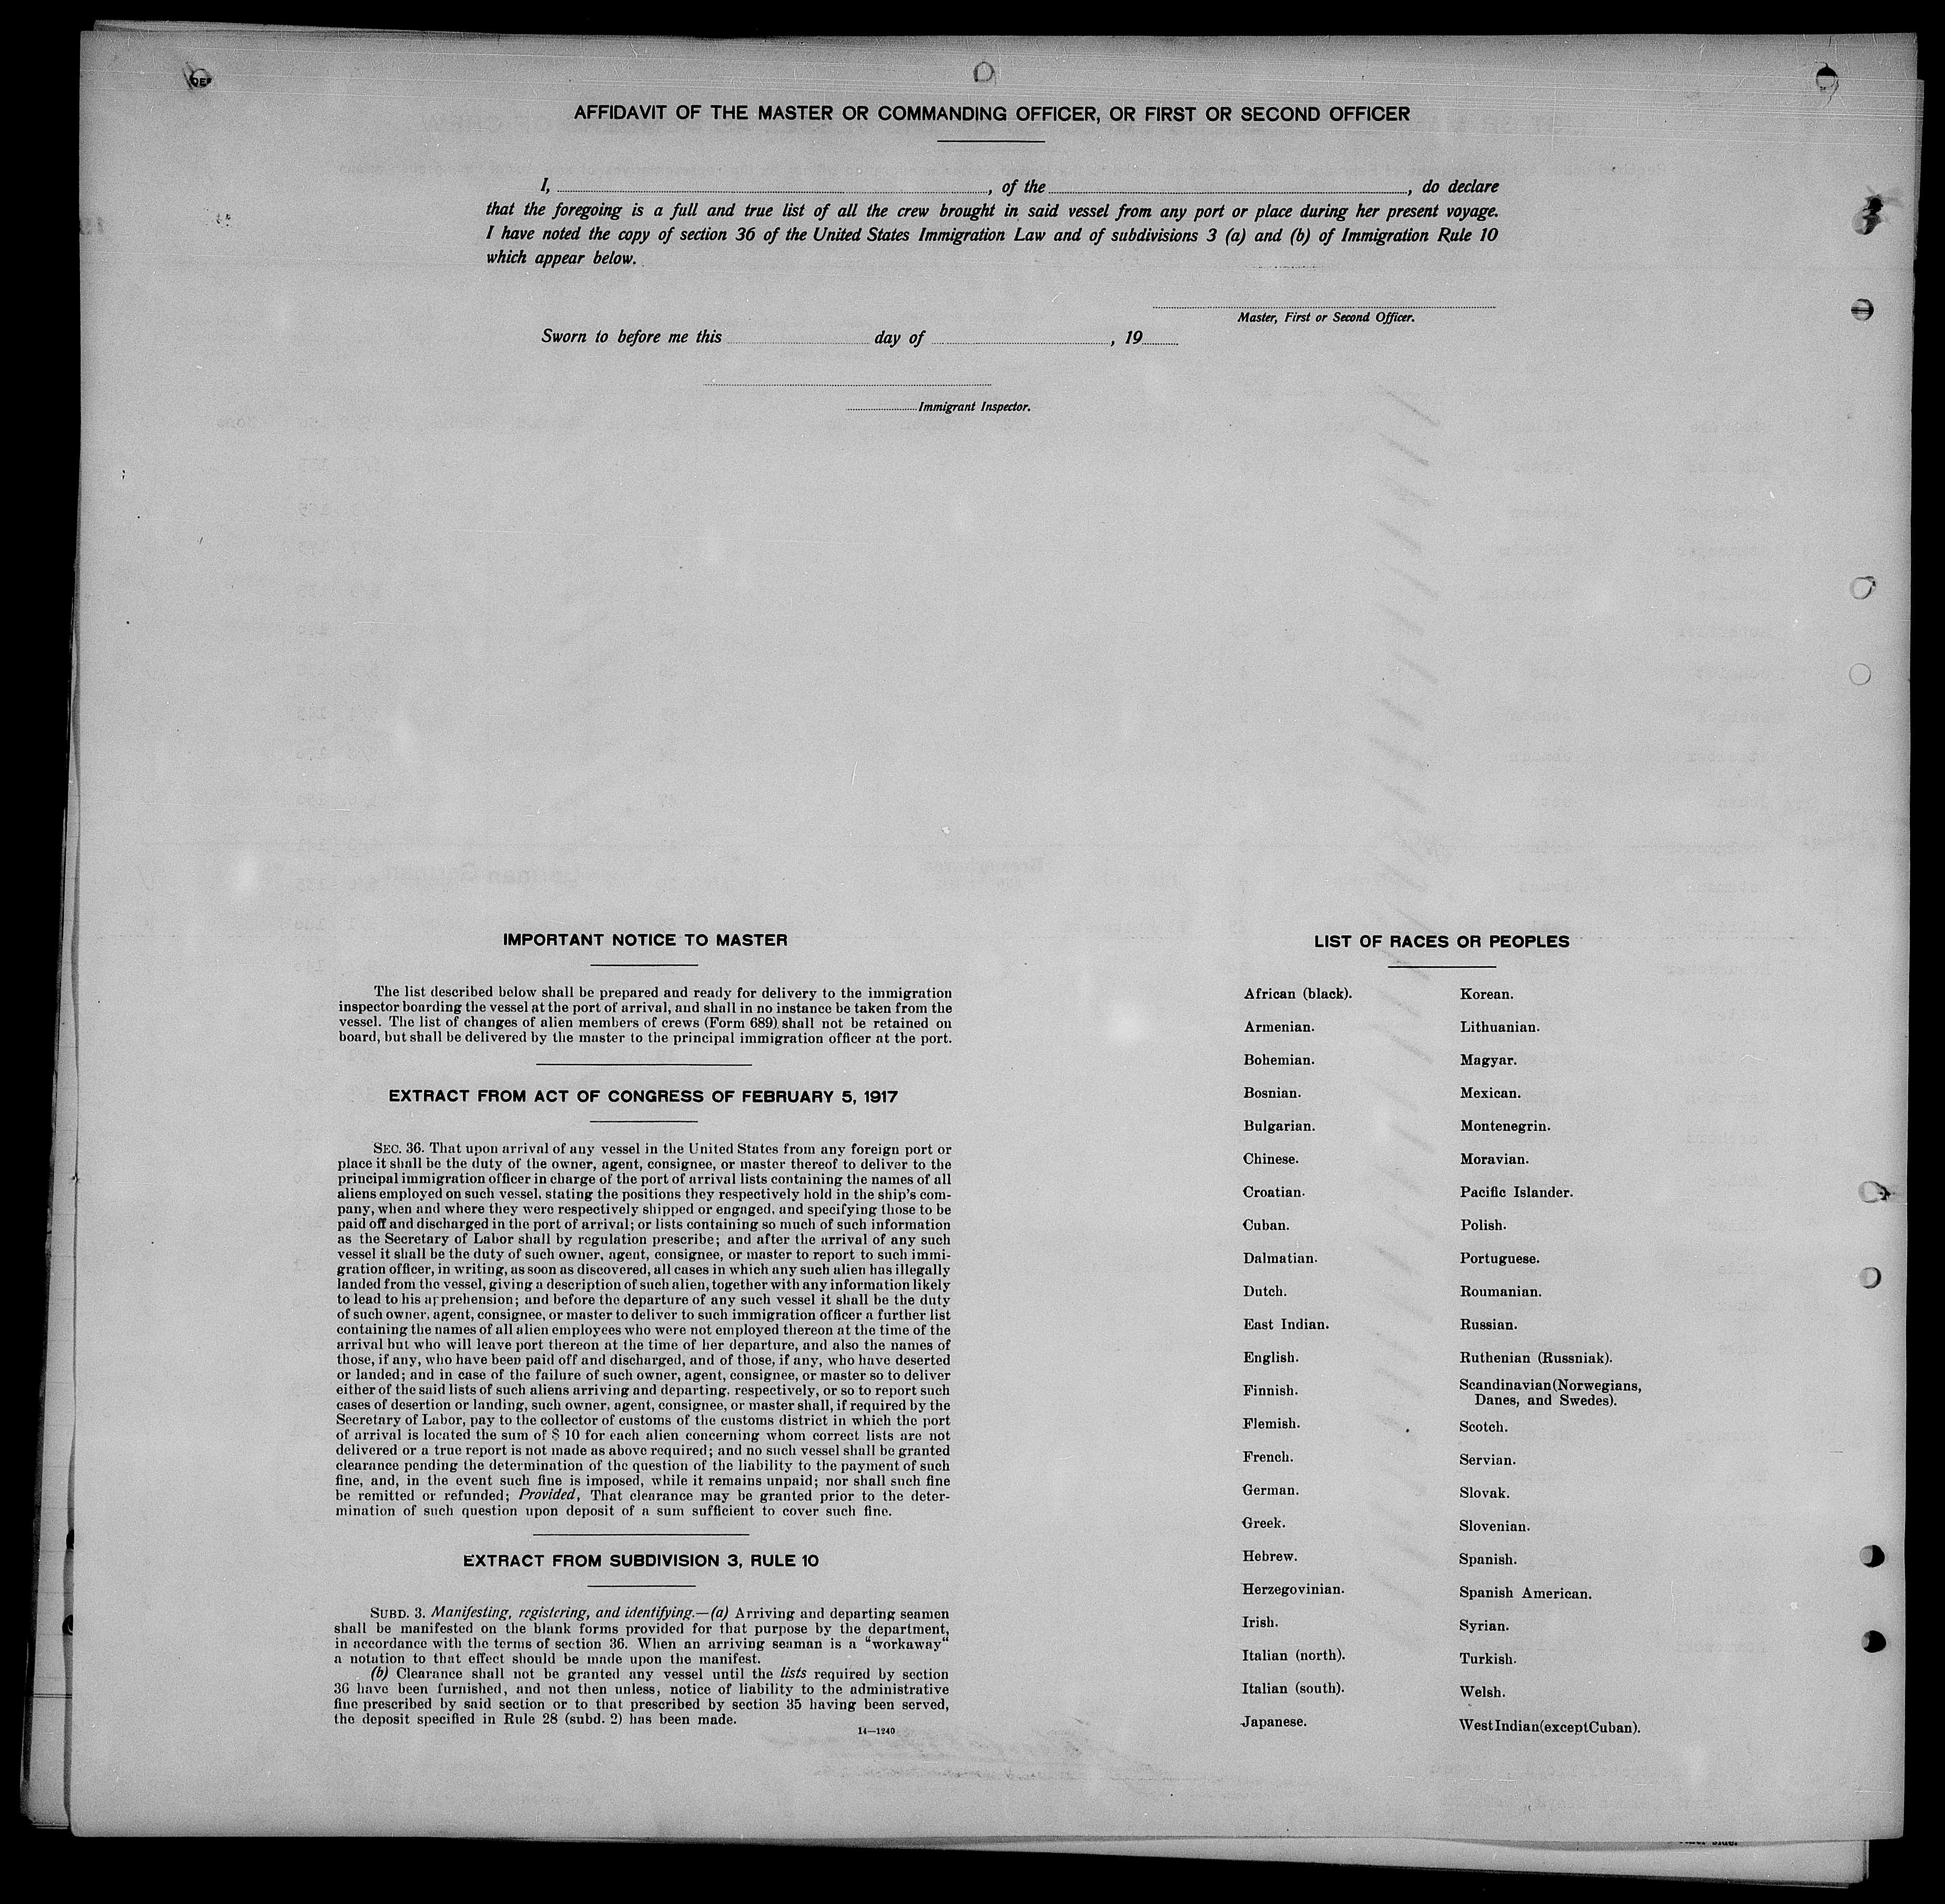 AFFIDAVIT OF THE MASTER OR COMMANDING OFFICER, OR FIRST OR SECOND OFFICER
I, , of the , do declare
that the foregoing is a full and true list of all the crew brought in said vessel from any port or place during her present voyage.
I have noted the copy of section 36 of the United States Immigration Law and of subdivisions 3 (a) and (b) of Immigration Rule 10
which appear below.
Master, First or Second Officer.
Sworn to before me this day of , 19
Immigrant Inspector.
IMPORTANT NOTICE TO MASTER
The list described below shall be prepared and ready for delivery to the immigration
inspector boarding the vessel at the port of arrival, and shall in no instance be taken from the
vessel. The list of changes of alien members of crews (Form 689) shall not be retained on
board, but shall be delivered by the master to the principal immigration officer at the port.
EXTRACT FROM ACT OF CONGRESS OF FEBRUARY 5, 1917
SEC. 36. That upon arrival of any vessel in the United States from any foreign port or
place it shall be the duty of the owner, agent, consignee, or master thereof to deliver to the
principal immigration officer in charge of the port of arrival lists containing the names of all
aliens employed on such vessel, stating the positions they respectively hold in the ship's com-
pany, when and where they were respectively shipped or engaged, and specifying those to be
paid off and discharged in the port of arrival; or lists containing so much of such information
as the Secretary of Labor shall by regulation prescribe; and after the arrival of any such
vessel it shall be the duty of such owner, agent, consignee, or master to report to such immi-
gration officer, in writing, as soon as discovered, all cases in which any such alien has illegally
landed from the vessel, giving a description of such alien, together with any information likely
to lead to his apprehension; and before the departure of any such vessel it shall be the duty
of such owner, agent, consignee, or master to deliver to such immigration officer a further list
containing the names of all alien employees who were not employed thereon at the time of the
arrival but who will leave port thereon at the time of her departure, and also the names of
those, if any, who have been paid off and discharged, and of those, if any, who have deserted
or landed; and in case of the failure of such owner, agent, consignee, or master so to deliver
either of the said lists of such aliens arriving and departing, respectively, or so to report such
cases of desertion or landing, such owner, agent, consignee, or master shall, if required by the
Secretary of Labor, pay to the collector of customs of the customs district in which the port
of arrival is located the sum of $ 10 for each alien concerning whom correct lists are not
delivered or a true report is not made as above required; and no such vessel shall be granted
clearance pending the determination of the question of the liability to the payment of such
fine, and, in the event such fine is imposed, while it remains unpaid; nor shall such fine
be remitted or refunded; Provided, That clearance may be granted prior to the deter-
mination of such question upon deposit of a sum sufficient to cover such fine.
EXTRACT FROM SUBDIVISION 3, RULE 10
SUBD. 3. Manifesting, registering, and identifying.—(a) Arriving and departing seamen
shall be manifested on the blank forms provided for that purpose by the department,
in accordance with the terms of section 36. When an arriving seaman is a "workaway"
a notation to that effect should be made upon the manifest.
(b) Clearance shall not be granted any vessel until the lists required by section
36 have been furnished, and not then unless, notice of liability to the administrative
fine prescribed by said section or to that prescribed by section 35 having been served,
the deposit specified in Rule 28 (subd. 2) has been made.
14—1240
LIST OF RACES OR PEOPLES
African (black).
Armenian.
Bohemian.
Bosnian.
Bulgarian.
Chinese.
Croatian.
Cuban.
Dalmatian.
Dutch.
East Indian.
English.
Finnish.
Flemish.
French.
German.
Greek.
Hebrew.
Herzegovinian.
Irish.
Italian (north).
Italian (south).
Japanese.
Korean.
Lithuanian.
Magyar.
Mexican.
Montenegrin.
Moravian.
Pacific Islander.
Polish.
Portuguese.
Roumanian.
Russian.
Ruthenian (Russniak).
Scandinavian (Norwegians,
Danes, and Swedes).
Scotch.
Servian.
Slovak.
Slovenian.
Spanish.
Spanish American.
Syrian.
Turkish.
Welsh.
West Indian (except Cuban).